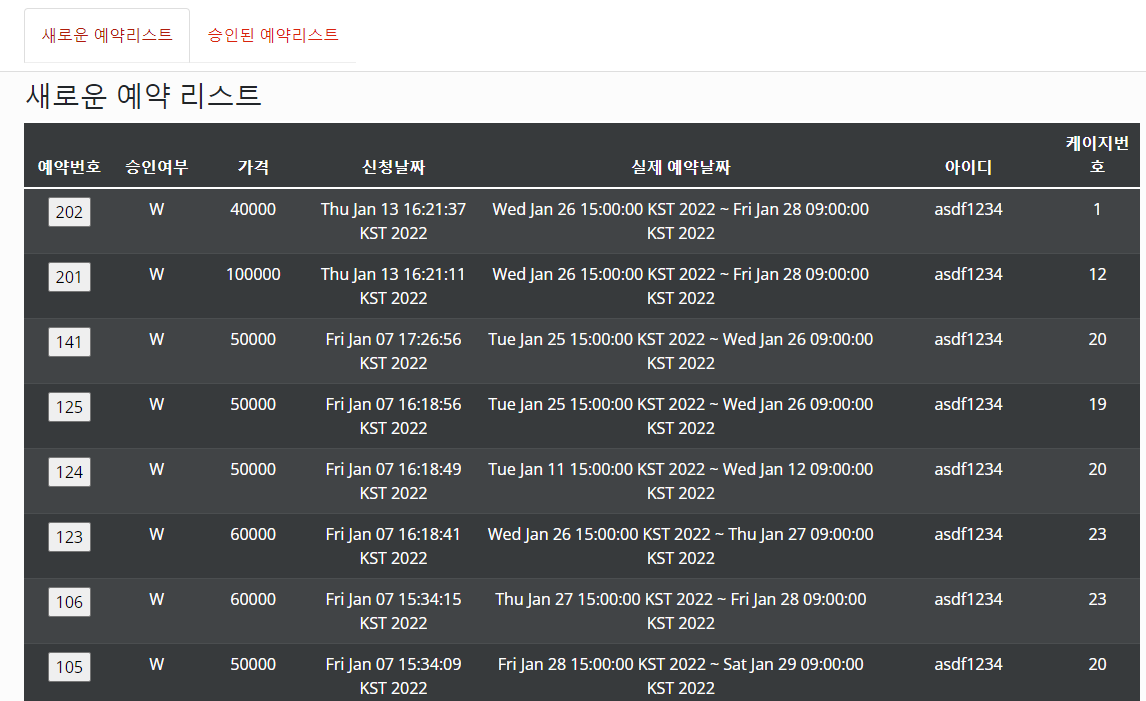 새로운 예약리스트 승인된 예약리스트
새로운 예약 리스트
예약번호 승인여부 가격 신청날짜 실제 예약날짜 아이디 케이지번
호
202 W 40000 Thu Jan 13 16:21:37 Wed Jan 26 15:00:00 KST 2022 ~ Fri Jan 28 09:00:00 asdf1234 1
KST 2022 KST 2022
201 W 100000 Thu Jan 13 16:21:11 Wed Jan 26 15:00:00 KST 2022 ~ Fri Jan 28 09:00:00 asdf1234 12
KST 2022 KST 2022
141 W 50000 Fri Jan 07 17:26:56 Tue Jan 25 15:00:00 KST 2022 ~ Wed Jan 26 09:00:00 asdf1234 20
KST 2022 KST 2022
125 W 50000 Fri Jan 07 16:18:56 Tue Jan 25 15:00:00 KST 2022 ~ Wed Jan 26 09:00:00 asdf1234 19
KST 2022 KST 2022
124 W 50000 Fri Jan 07 16:18:49 Tue Jan 11 15:00:00 KST 2022 ~ Wed Jan 12 09:00:00 asdf1234 20
KST 2022 KST 2022
123 W 60000 Fri Jan 07 16:18:41 Wed Jan 26 15:00:00 KST 2022 ~ Thu Jan 27 09:00:00 asdf1234 23
KST 2022 KST 2022
106 W 60000 Fri Jan 07 15:34:15 Thu Jan 27 15:00:00 KST 2022 ~ Fri Jan 28 09:00:00 asdf1234 23
KST 2022 KST 2022
105 W 50000 Fri Jan 07 15:34:09 Fri Jan 28 15:00:00 KST 2022 ~ Sat Jan 29 09:00:00 asdf1234 20
KST 2022 KST 2022